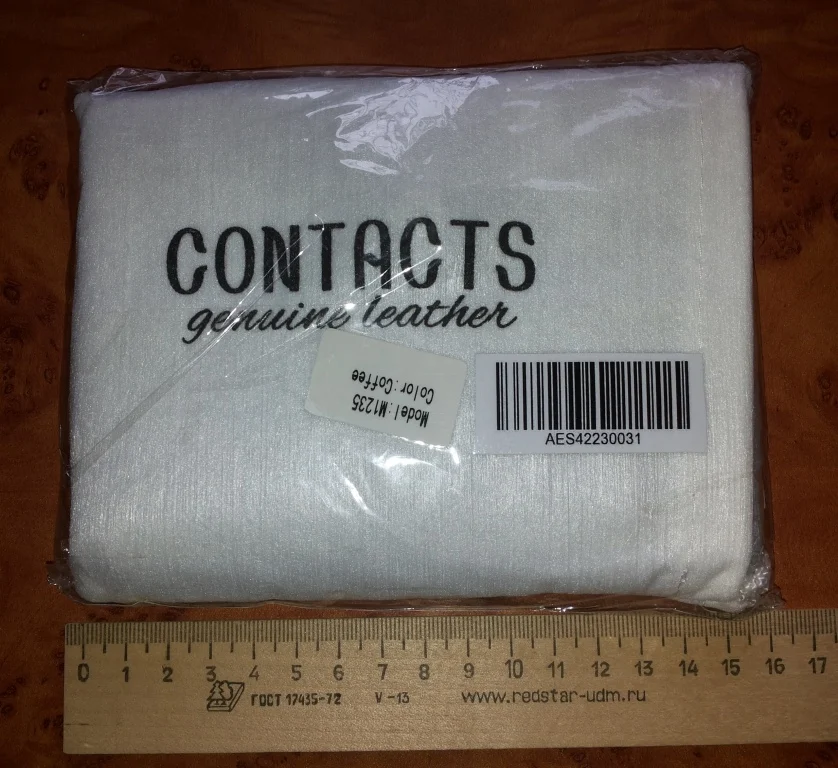 CONTACTS
genuine leather
Model:M1235
Color:Coffee
AES42230031
0 1 2 3 4 5 6 7 8 9 10 11 12 13 14 15 16 17
ГОСТ 17435-72 V-13 www.redstar-udm.ru